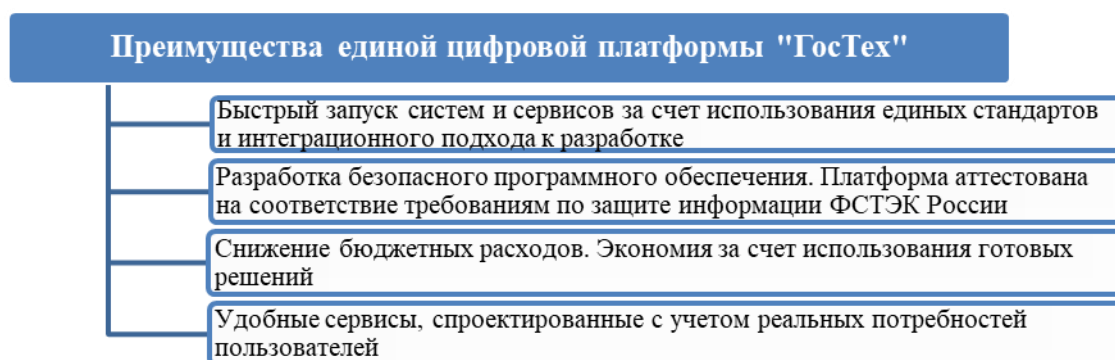 Преимущества единой цифровой платформы "ГосТех"
Быстрый запуск систем и сервисов за счет использования единых стандартов
и интеграционного подхода к разработке
Разработка безопасного программного обеспечения. Платформа аттестована
на соответствие требованиям по защите информации ФСТЭК России
Снижение бюджетных расходов. Экономия за счет использования готовых
решений
Удобные сервисы, спроектированные с учетом реальных потребностей
пользователей